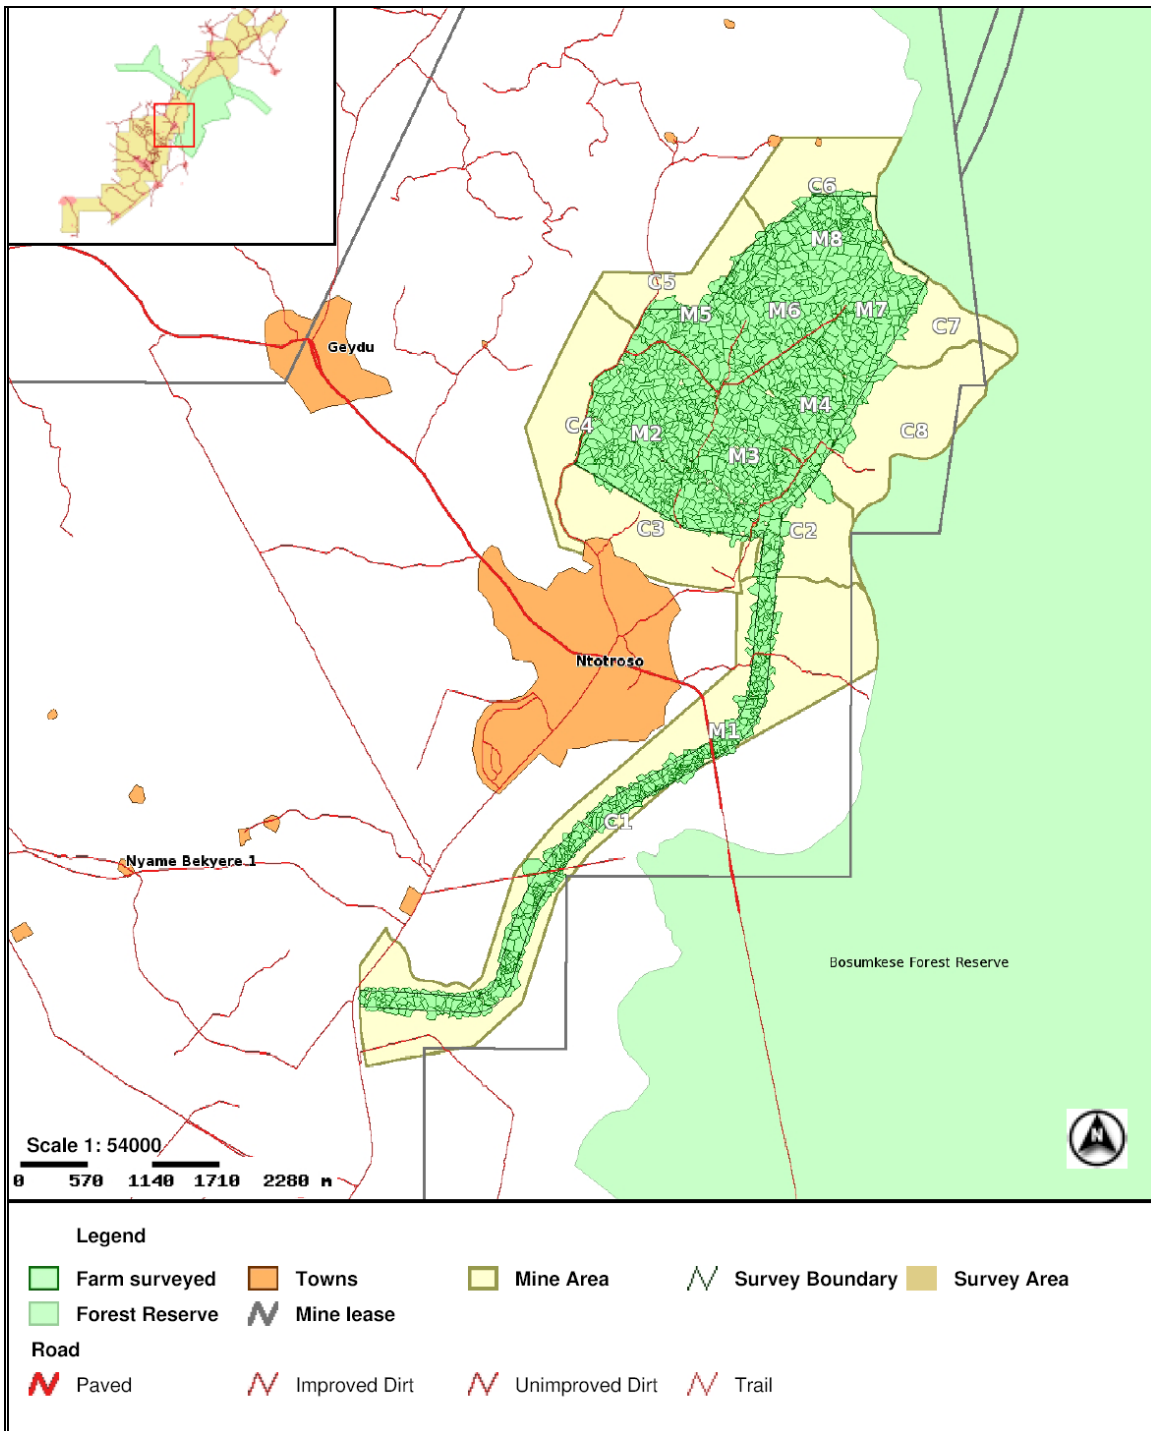 C6
M8
C5
M5
M6
M7
C7
Geydu
M4
C4
M2
C8
M3
C3
C2
Ntotroso
M1
C1
Nyame Bekyere 1
Bosumkese Forest Reserve
N
Scale 1: 54000
0 570 1140 1710 2280 m
Legend
Farm surveyed Towns Mine Area Survey Boundary Survey Area
Forest Reserve Mine lease
Road
Paved Improved Dirt Unimproved Dirt Trail